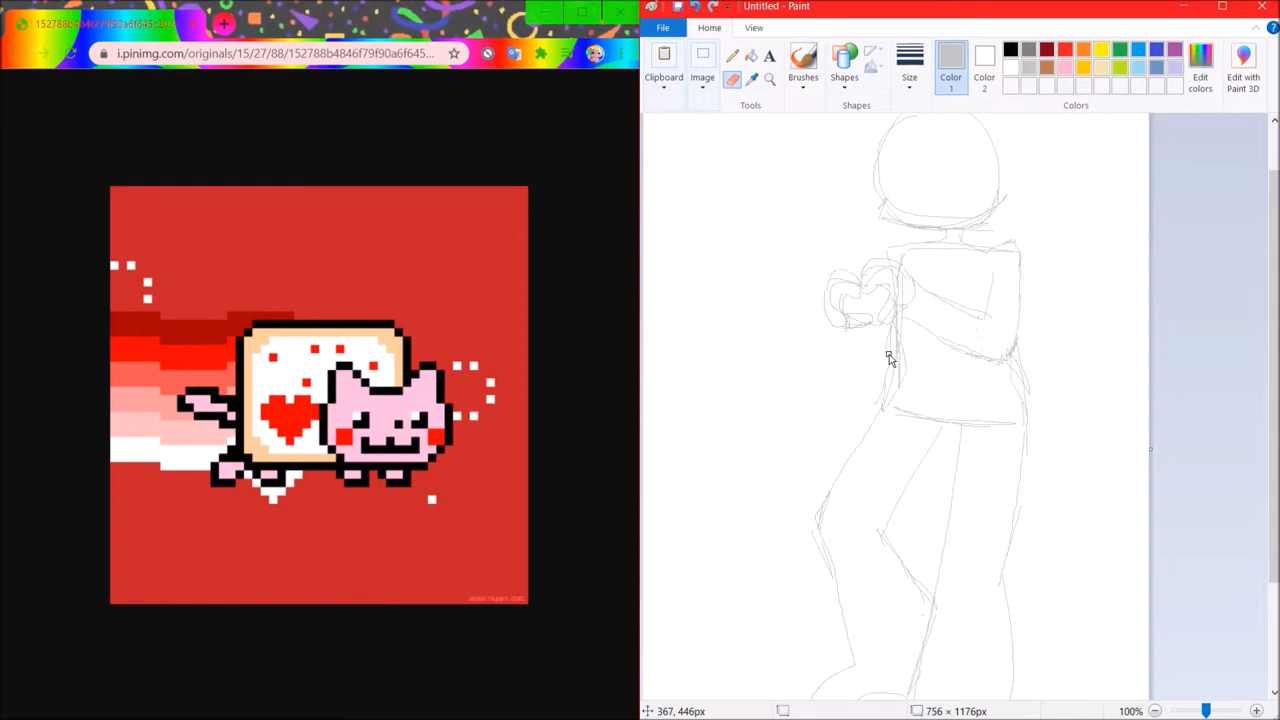 Untitled - Paint
i.pinimg.com/originals/15/27/88/152788b4846f79f90a6f645c...
File
Home
View
Clipboard
Image
Tools
Brushes
Shapes
Shapes
Size
Color
1
Color
2
Edit
colors
Edit with
Paint 3D
Colors
367, 446px
756 × 1176px
100%